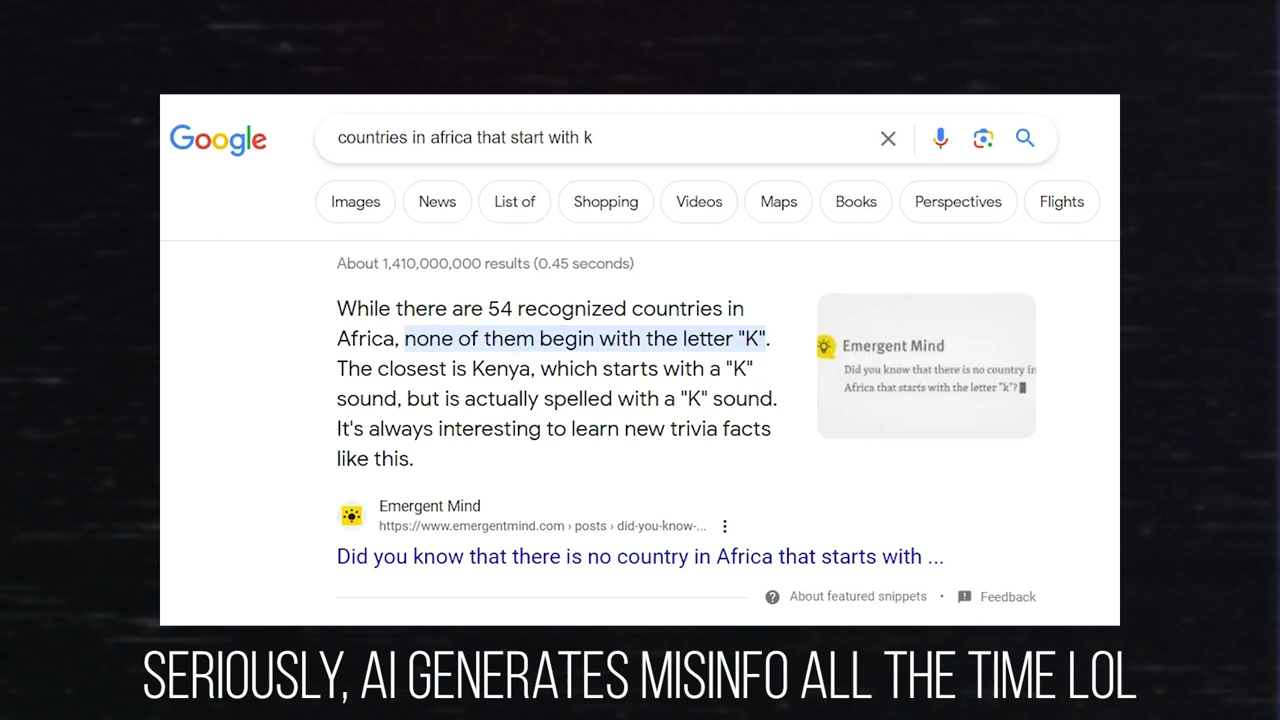 Google
countries in africa that start with k
Images
News
List of
Shopping
Videos
Maps
Books
Perspectives
Flights
About 1,410,000,000 results (0.45 seconds)
While there are 54 recognized countries in
Africa, none of them begin with the letter "K".
The closest is Kenya, which starts with a "K"
sound, but is actually spelled with a "K" sound.
It's always interesting to learn new trivia facts
like this.
Emergent Mind
Did you know that there is no country in
Africa that starts with the letter "k"?
Emergent Mind
https://www.emergentmind.com › posts › did-you-know-...
Did you know that there is no country in Africa that starts with ...
About featured snippets • Feedback
SERIOUSLY, AI GENERATES MISINFO ALL THE TIME LOL